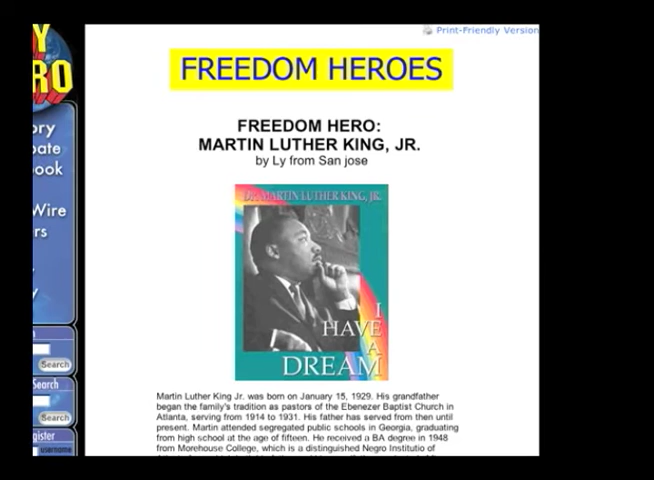 Print-Friendly Version
FREEDOM HEROES
FREEDOM HERO:
MARTIN LUTHER KING, JR.
by Ly from San jose
DR. MARTIN LUTHER KING, JR.
I
HAVE
A
DREAM
Martin Luther King Jr. was born on January 15, 1929. His grandfather
began the family's tradition as pastors of the Ebenezer Baptist Church in
Atlanta, serving from 1914 to 1931. His father has served from then until
present. Martin attended segregated public schools in Georgia, graduating
from high school at the age of fifteen. He received a BA degree in 1948
from Morehouse College, which is a distinguished Negro Institutio of
Y
RO
ory
ate
ook
Wire
rs
y
Search
Search
Search
gister
username